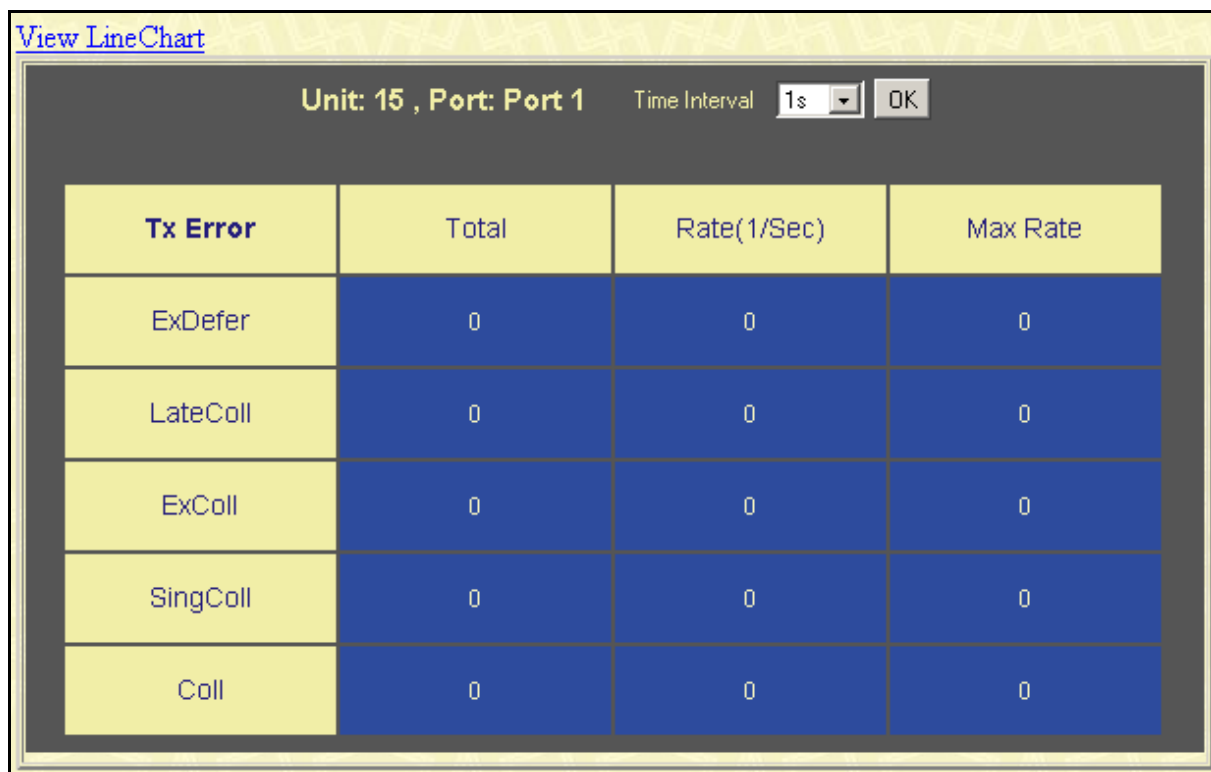 View LineChart
Unit: 15 , Port: Port 1 Time Interval 1s OK
Tx Error Total Rate(1/Sec) Max Rate
ExDefer 0 0 0
LateColl 0 0 0
ExColl 0 0 0
SingColl 0 0 0
Coll 0 0 0